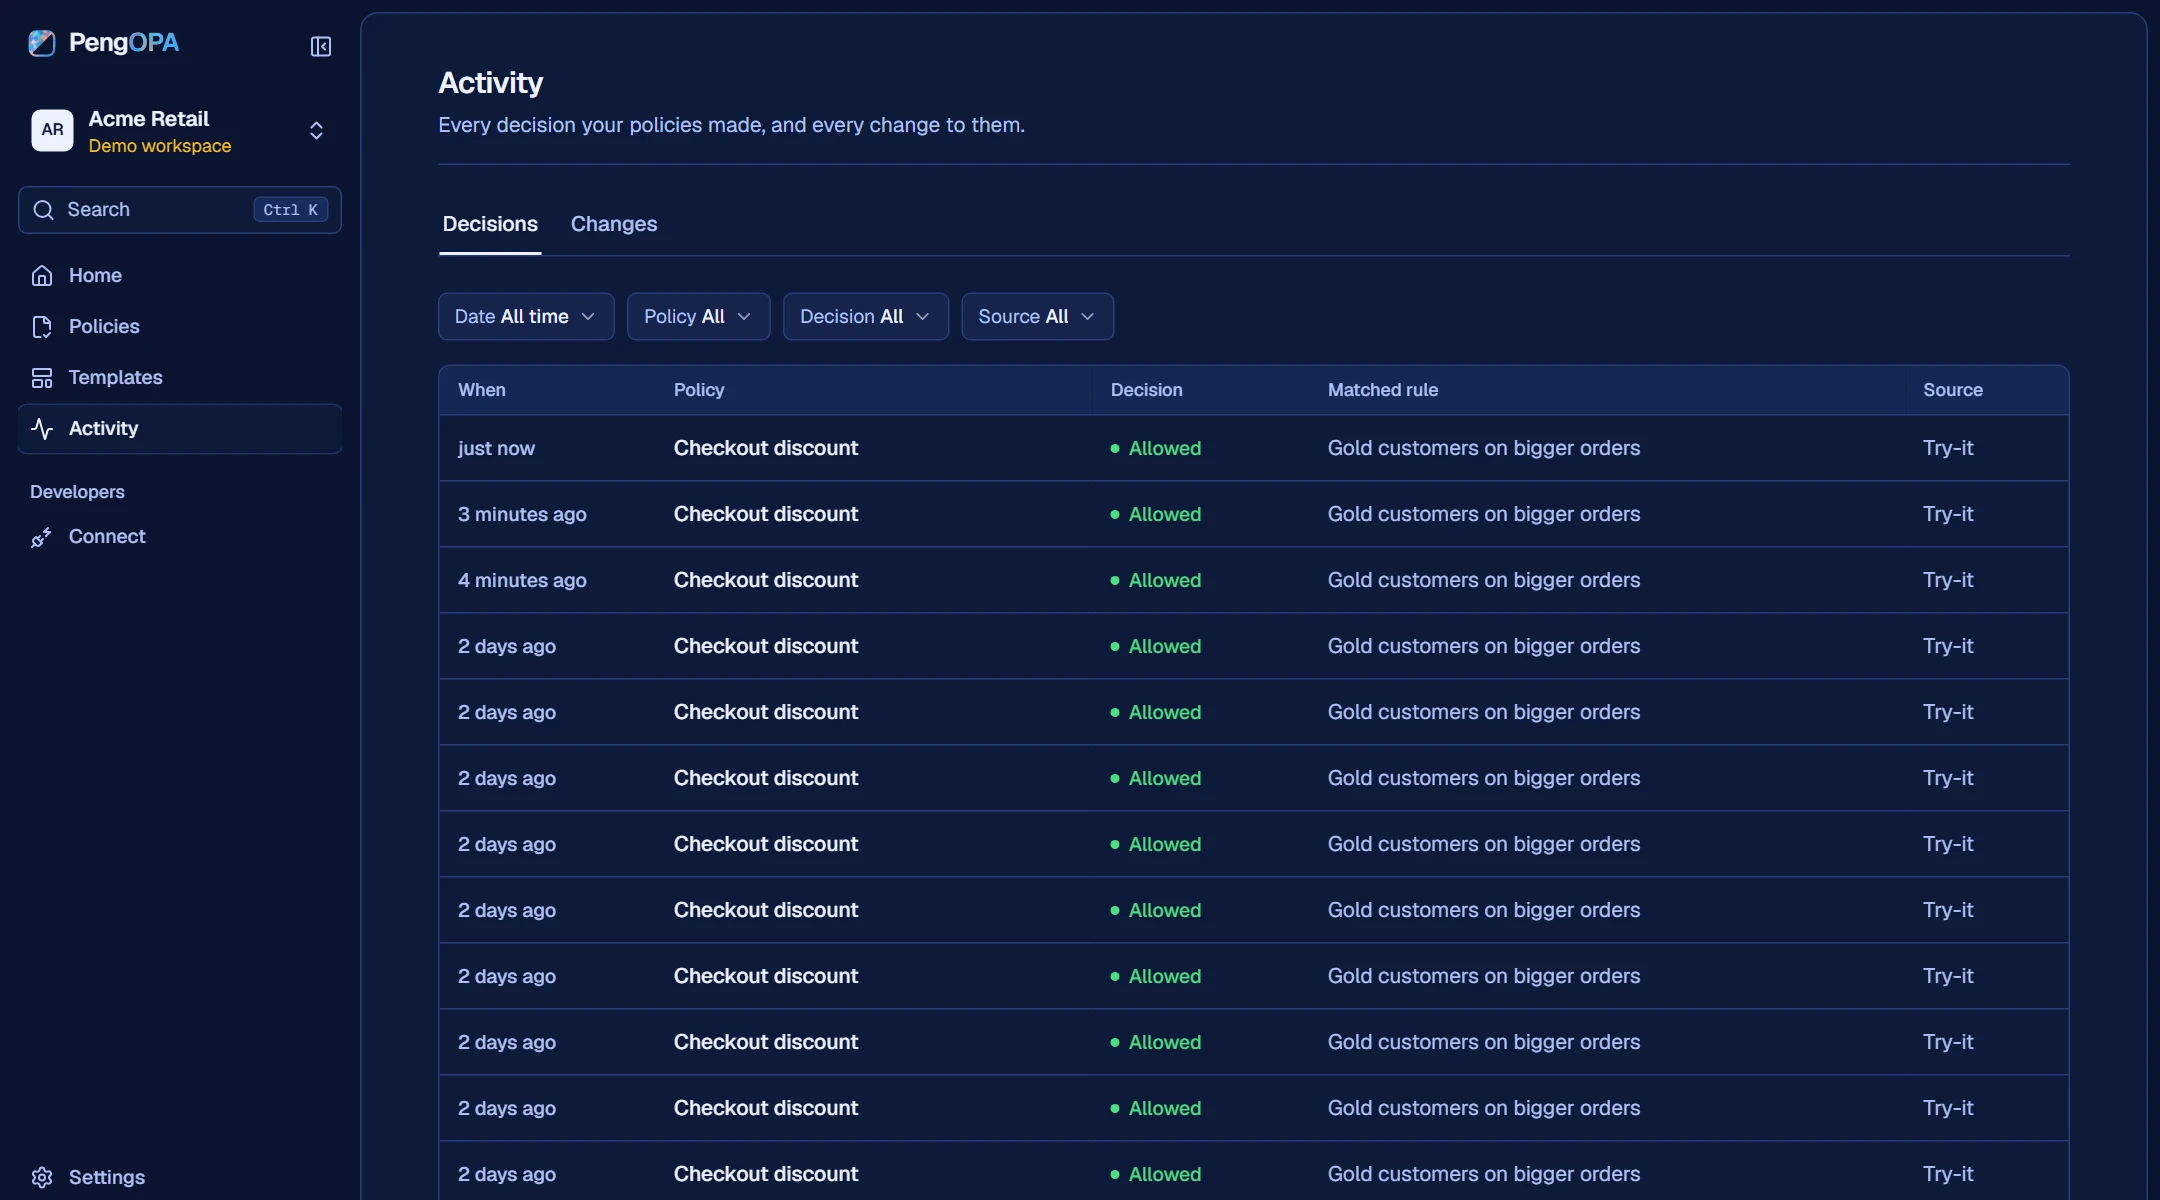 PengOPA
AR
Acme Retail
Demo workspace
Search
Ctrl K
Home
Policies
Templates
Activity
Developers
Connect
Settings
Activity
Every decision your policies made, and every change to them.
Decisions Changes
Date All time Policy All Decision All Source All
When Policy Decision Matched rule Source
just now Checkout discount Allowed Gold customers on bigger orders Try-it
3 minutes ago Checkout discount Allowed Gold customers on bigger orders Try-it
4 minutes ago Checkout discount Allowed Gold customers on bigger orders Try-it
2 days ago Checkout discount Allowed Gold customers on bigger orders Try-it
2 days ago Checkout discount Allowed Gold customers on bigger orders Try-it
2 days ago Checkout discount Allowed Gold customers on bigger orders Try-it
2 days ago Checkout discount Allowed Gold customers on bigger orders Try-it
2 days ago Checkout discount Allowed Gold customers on bigger orders Try-it
2 days ago Checkout discount Allowed Gold customers on bigger orders Try-it
2 days ago Checkout discount Allowed Gold customers on bigger orders Try-it
2 days ago Checkout discount Allowed Gold customers on bigger orders Try-it
2 days ago Checkout discount Allowed Gold customers on bigger orders Try-it